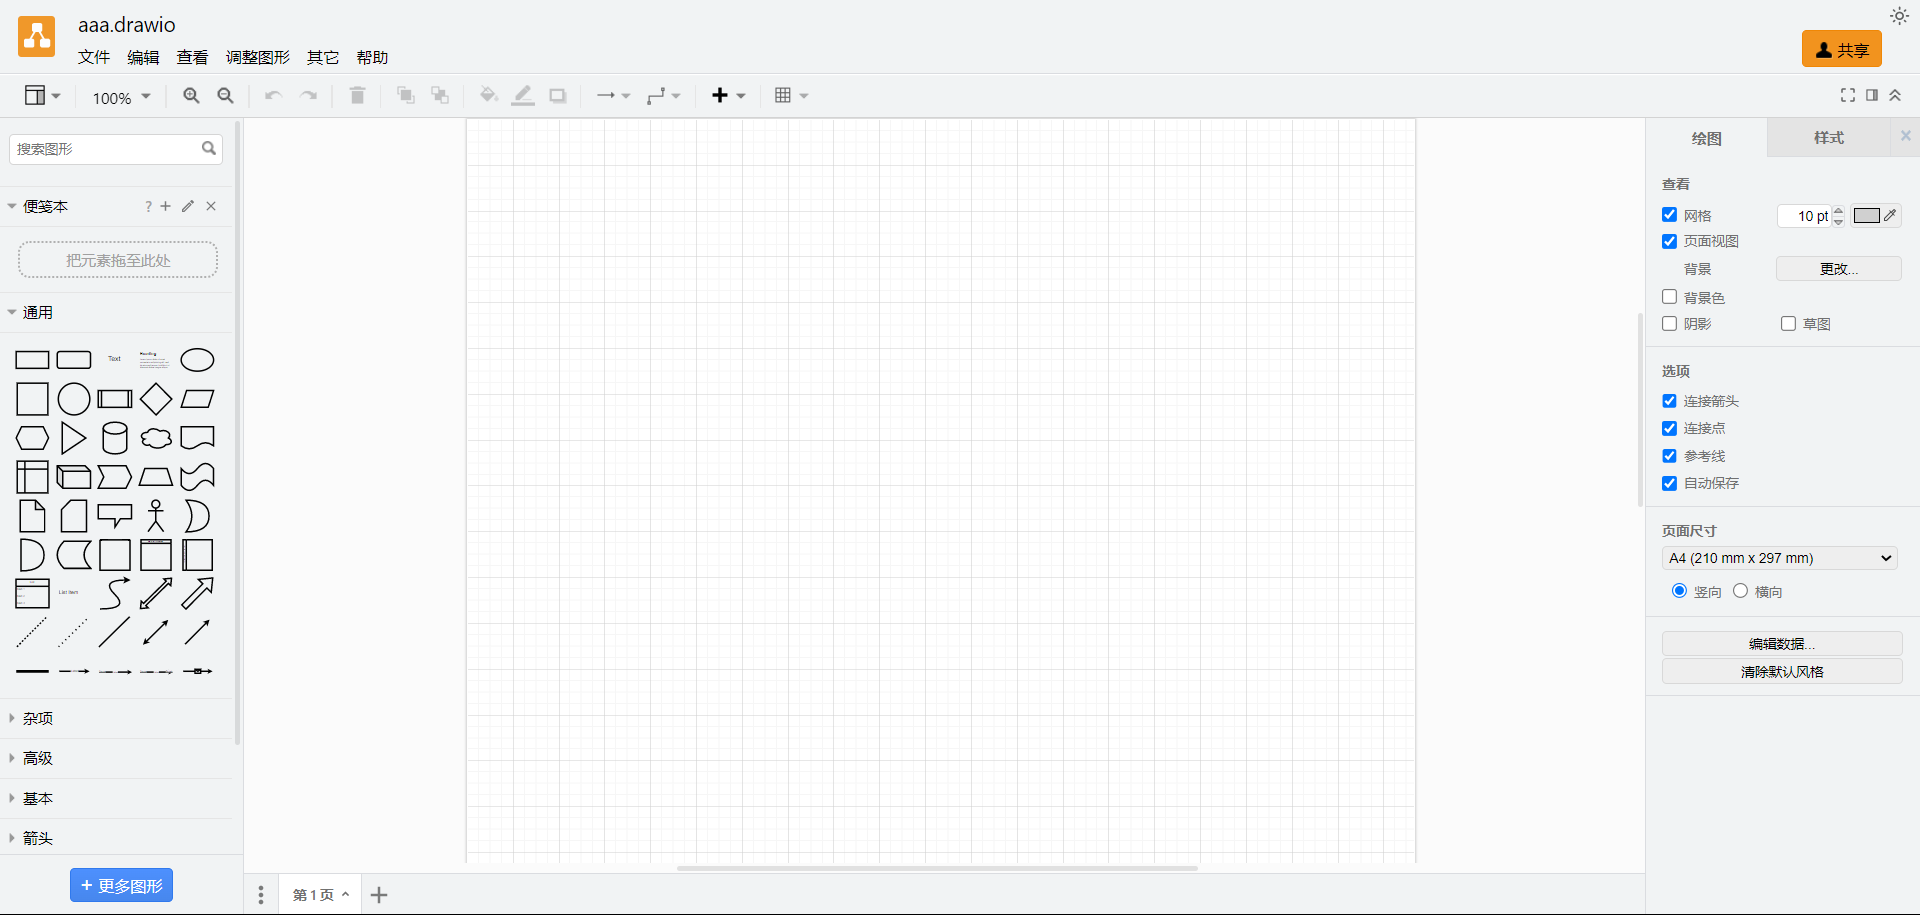 aaa.drawio
文件 编辑 查看 调整图形 其它 帮助
共享
100%
搜索图形
便笺本
?
把元素拖至此处
通用
Text
Heading
List Item
杂项
高级
基本
箭头
+ 更多图形
第1页
绘图 样式
查看
网格 10 pt
页面视图
背景 更改...
背景色
阴影 草图
选项
连接箭头
连接点
参考线
自动保存
页面尺寸
A4 (210 mm x 297 mm)
竖向 横向
编辑数据...
清除默认风格